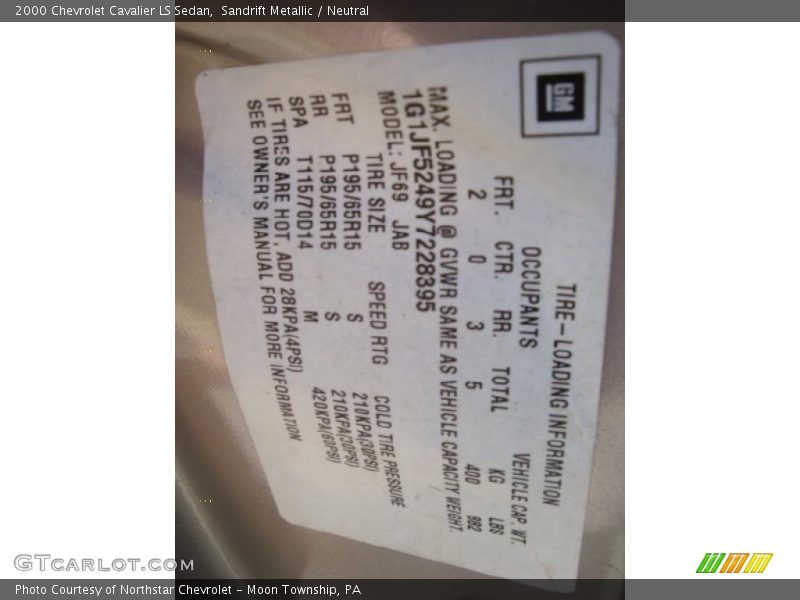 2000 Chevrolet Cavalier LS Sedan, Sandrift Metallic / Neutral
GM
TIRE-LOADING INFORMATION
OCCUPANTS VEHICLE CAP. WT.
FRT. CTR. RR. TOTAL KG LBS
2 0 3 5 400 882
MAX. LOADING @ GVWR SAME AS VEHICLE CAPACITY WEIGHT.
1G1JF5249Y7228395
MODEL: JF69 JAB
TIRE SIZE SPEED RTG COLD TIRE PRESSURE
FRT P195/65R15 S 210KPA(30PSI)
RR P195/65R15 S 210KPA(30PSI)
SPA T115/70D14 M 420KPA(60PSI)
IF TIRES ARE HOT, ADD 28KPA(4PSI)
SEE OWNER'S MANUAL FOR MORE INFORMATION
GTcarlot.com
Photo Courtesy of Northstar Chevrolet - Moon Township, PA